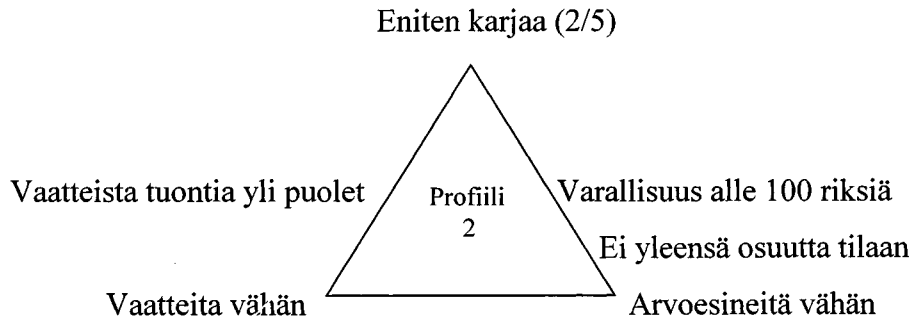 Eniten karjaa (2/5)
Vaatteista tuontia yli puolet
Profiili
2
Varallisuus alle 100 riksiä
Ei yleensä osuutta tilaan
Vaatteita vähän
Arvoesineitä vähän